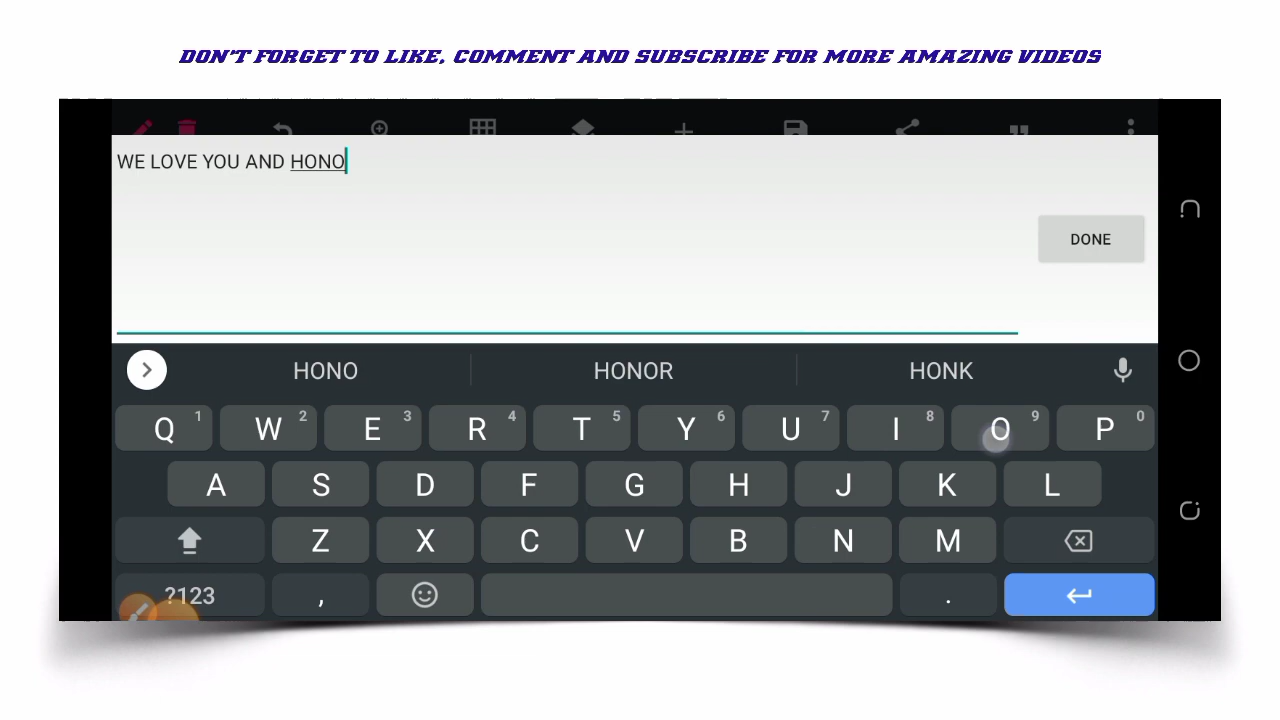 DON'T FORGET TO LIKE, COMMENT AND SUBSCRIBE FOR MORE AMAZING VIDEOS
WE LOVE YOU AND HONO
DONE
HONO HONOR HONK
Q 1 W 2 E 3 R 4 T 5 Y 6 U 7 I 8 O 9 P 0
A S D F G H J K L
Z X C V B N M
?123 , .